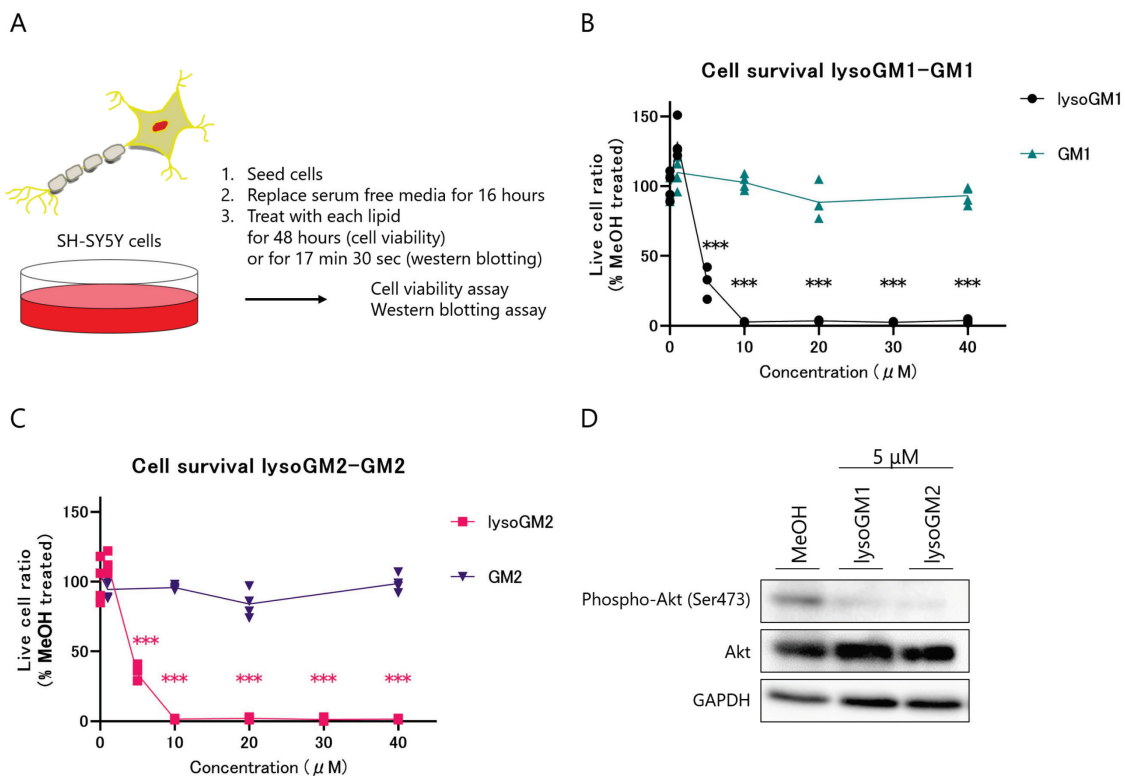 A
SH-SY5Y cells
1. Seed cells
2. Replace serum free media for 16 hours
3. Treat with each lipid
for 48 hours (cell viability)
or for 17 min 30 sec (western blotting)
Cell viability assay
Western blotting assay
B
Cell survival lysoGM1-GM1
lysoGM1
GM1
Live cell ratio
(% MeOH treated)
150
100
50
0
***
*** *** *** ***
0 10 20 30 40
Concentration ( μ M)
C
Cell survival lysoGM2-GM2
lysoGM2
GM2
Live cell ratio
(% MeOH treated)
150
100
50
0
***
*** *** *** ***
0 10 20 30 40
Concentration ( μ M)
D
5 μM
MeOH
lysoGM1
lysoGM2
Phospho-Akt (Ser473)
Akt
GAPDH